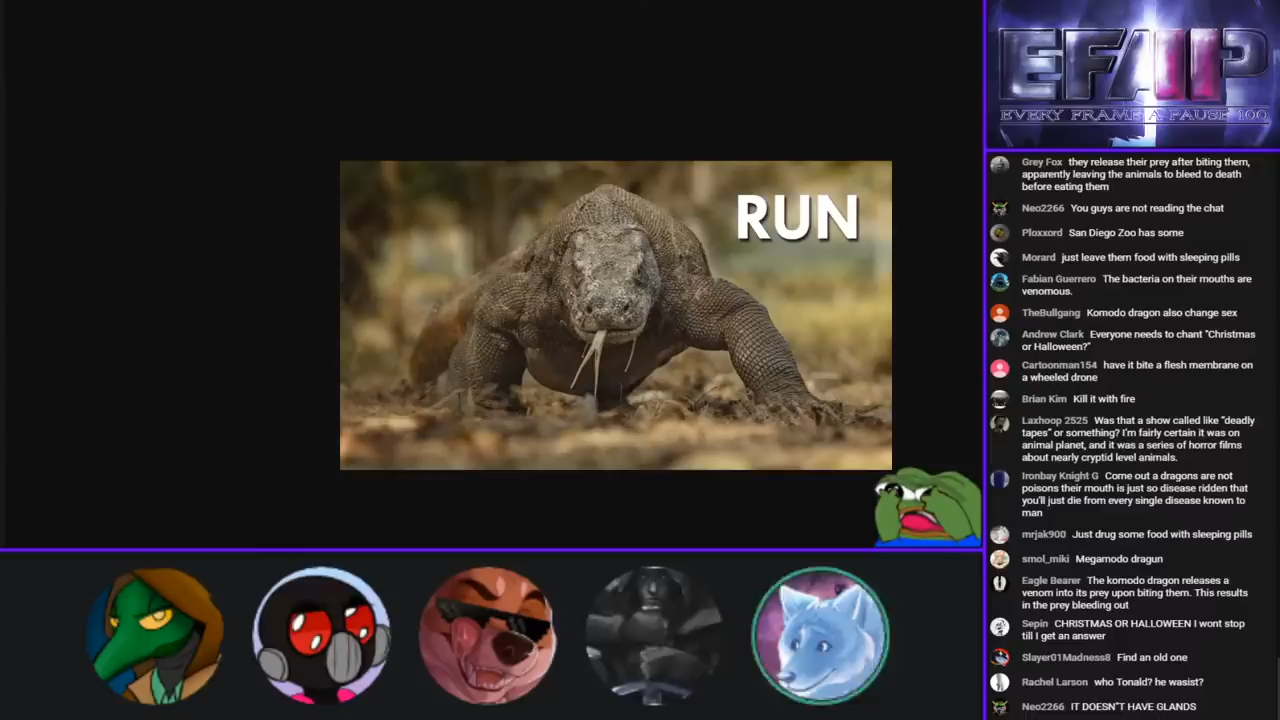 RUN
EFAP
EVERY FRAME A PAUSE 100
Grey Fox they release their prey after biting them,
apparently leaving the animals to bleed to death
before eating them
Neo2266 You guys are not reading the chat
Ploxxord San Diego Zoo has some
Morard just leave them food with sleeping pills
Fabian Guerrero The bacteria on their mouths are
venomous.
TheBullgang Komodo dragon also change sex
Andrew Clark Everyone needs to chant "Christmas
or Halloween?"
Cartoonman154 have it bite a flesh membrane on
a wheeled drone
Brian Kim Kill it with fire
Laxhoop 2525 Was that a show called like "deadly
tapes" or something? I'm fairly certain it was on
animal planet, and it was a series of horror films
about nearly cryptid level animals.
Ironbay Knight G Come out a dragons are not
poisons their mouth is just so disease ridden that
you'll just die from every single disease known to
man
mrjak900 Just drug some food with sleeping pills
smol_miki Megamodo dragun
Eagle Bearer The komodo dragon releases a
venom into its prey upon biting them. This results
in the prey bleeding out
Sepin CHRISTMAS OR HALLOWEEN I wont stop
till I get an answer
Slayer01Madness8 Find an old one
Rachel Larson who Tonald? he wasist?
Neo2266 IT DOESN"T HAVE GLANDS